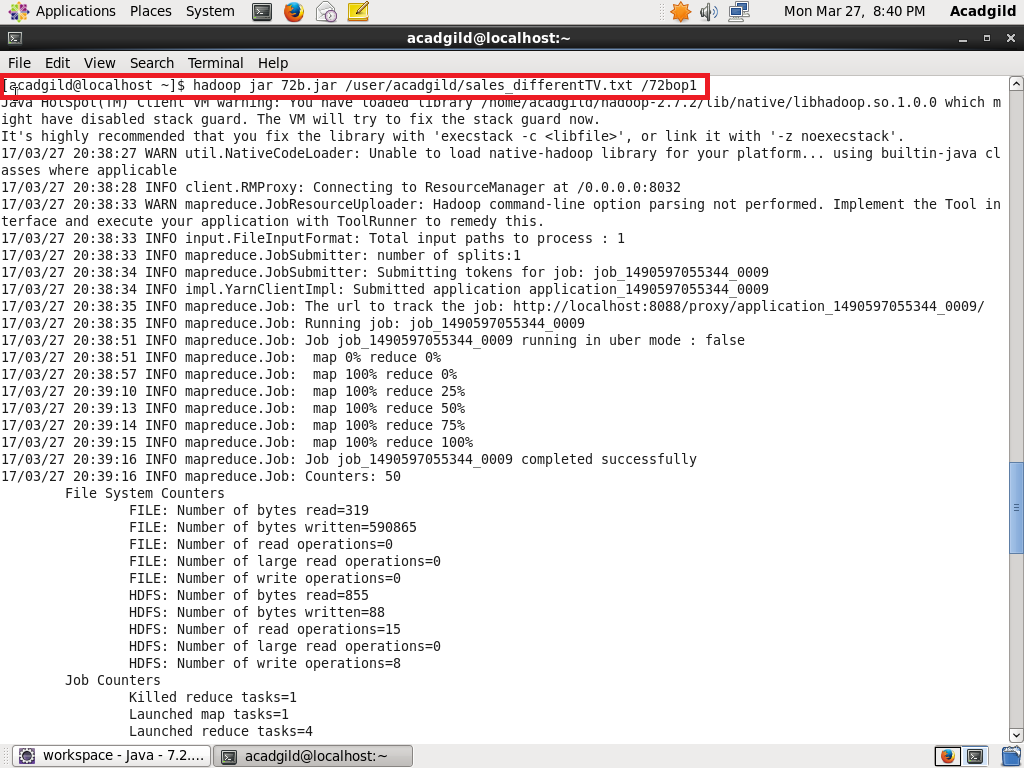 Applications Places System Mon Mar 27, 8:40 PM Acadgild
acadgild@localhost:~
File Edit View Search Terminal Help
[acadgild@localhost ~]$ hadoop jar 72b.jar /user/acadgild/sales_differentTV.txt /72bop1
Java HotSpot(TM) Client VM warning: You have loaded library /home/acadgild/hadoop-2.7.2/lib/native/libhadoop.so.1.0.0 which m
ight have disabled stack guard. The VM will try to fix the stack guard now.
It's highly recommended that you fix the library with 'execstack -c <libfile>', or link it with '-z noexecstack'.
17/03/27 20:38:27 WARN util.NativeCodeLoader: Unable to load native-hadoop library for your platform... using builtin-java cl
asses where applicable
17/03/27 20:38:28 INFO client.RMProxy: Connecting to ResourceManager at /0.0.0.0:8032
17/03/27 20:38:33 WARN mapreduce.JobResourceUploader: Hadoop command-line option parsing not performed. Implement the Tool in
terface and execute your application with ToolRunner to remedy this.
17/03/27 20:38:33 INFO input.FileInputFormat: Total input paths to process : 1
17/03/27 20:38:33 INFO mapreduce.JobSubmitter: number of splits:1
17/03/27 20:38:34 INFO mapreduce.JobSubmitter: Submitting tokens for job: job_1490597055344_0009
17/03/27 20:38:34 INFO impl.YarnClientImpl: Submitted application application_1490597055344_0009
17/03/27 20:38:35 INFO mapreduce.Job: The url to track the job: http://localhost:8088/proxy/application_1490597055344_0009/
17/03/27 20:38:35 INFO mapreduce.Job: Running job: job_1490597055344_0009
17/03/27 20:38:51 INFO mapreduce.Job: Job job_1490597055344_0009 running in uber mode : false
17/03/27 20:38:51 INFO mapreduce.Job:  map 0% reduce 0%
17/03/27 20:38:57 INFO mapreduce.Job:  map 100% reduce 0%
17/03/27 20:39:10 INFO mapreduce.Job:  map 100% reduce 25%
17/03/27 20:39:13 INFO mapreduce.Job:  map 100% reduce 50%
17/03/27 20:39:14 INFO mapreduce.Job:  map 100% reduce 75%
17/03/27 20:39:15 INFO mapreduce.Job:  map 100% reduce 100%
17/03/27 20:39:16 INFO mapreduce.Job: Job job_1490597055344_0009 completed successfully
17/03/27 20:39:16 INFO mapreduce.Job: Counters: 50
File System Counters
FILE: Number of bytes read=319
FILE: Number of bytes written=590865
FILE: Number of read operations=0
FILE: Number of large read operations=0
FILE: Number of write operations=0
HDFS: Number of bytes read=855
HDFS: Number of bytes written=88
HDFS: Number of read operations=15
HDFS: Number of large read operations=0
HDFS: Number of write operations=8
Job Counters
Killed reduce tasks=1
Launched map tasks=1
Launched reduce tasks=4
workspace - Java - 7.2.... acadgild@localhost:~